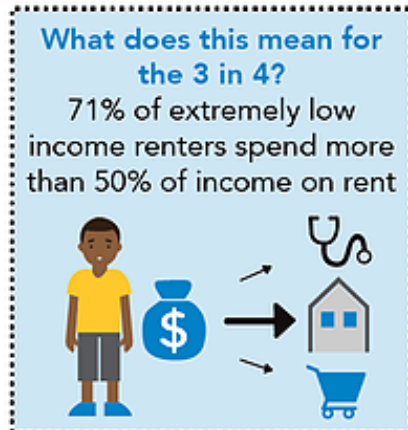 What does this mean for
the 3 in 4?
71% of extremely low
income renters spend more
than 50% of income on rent
$